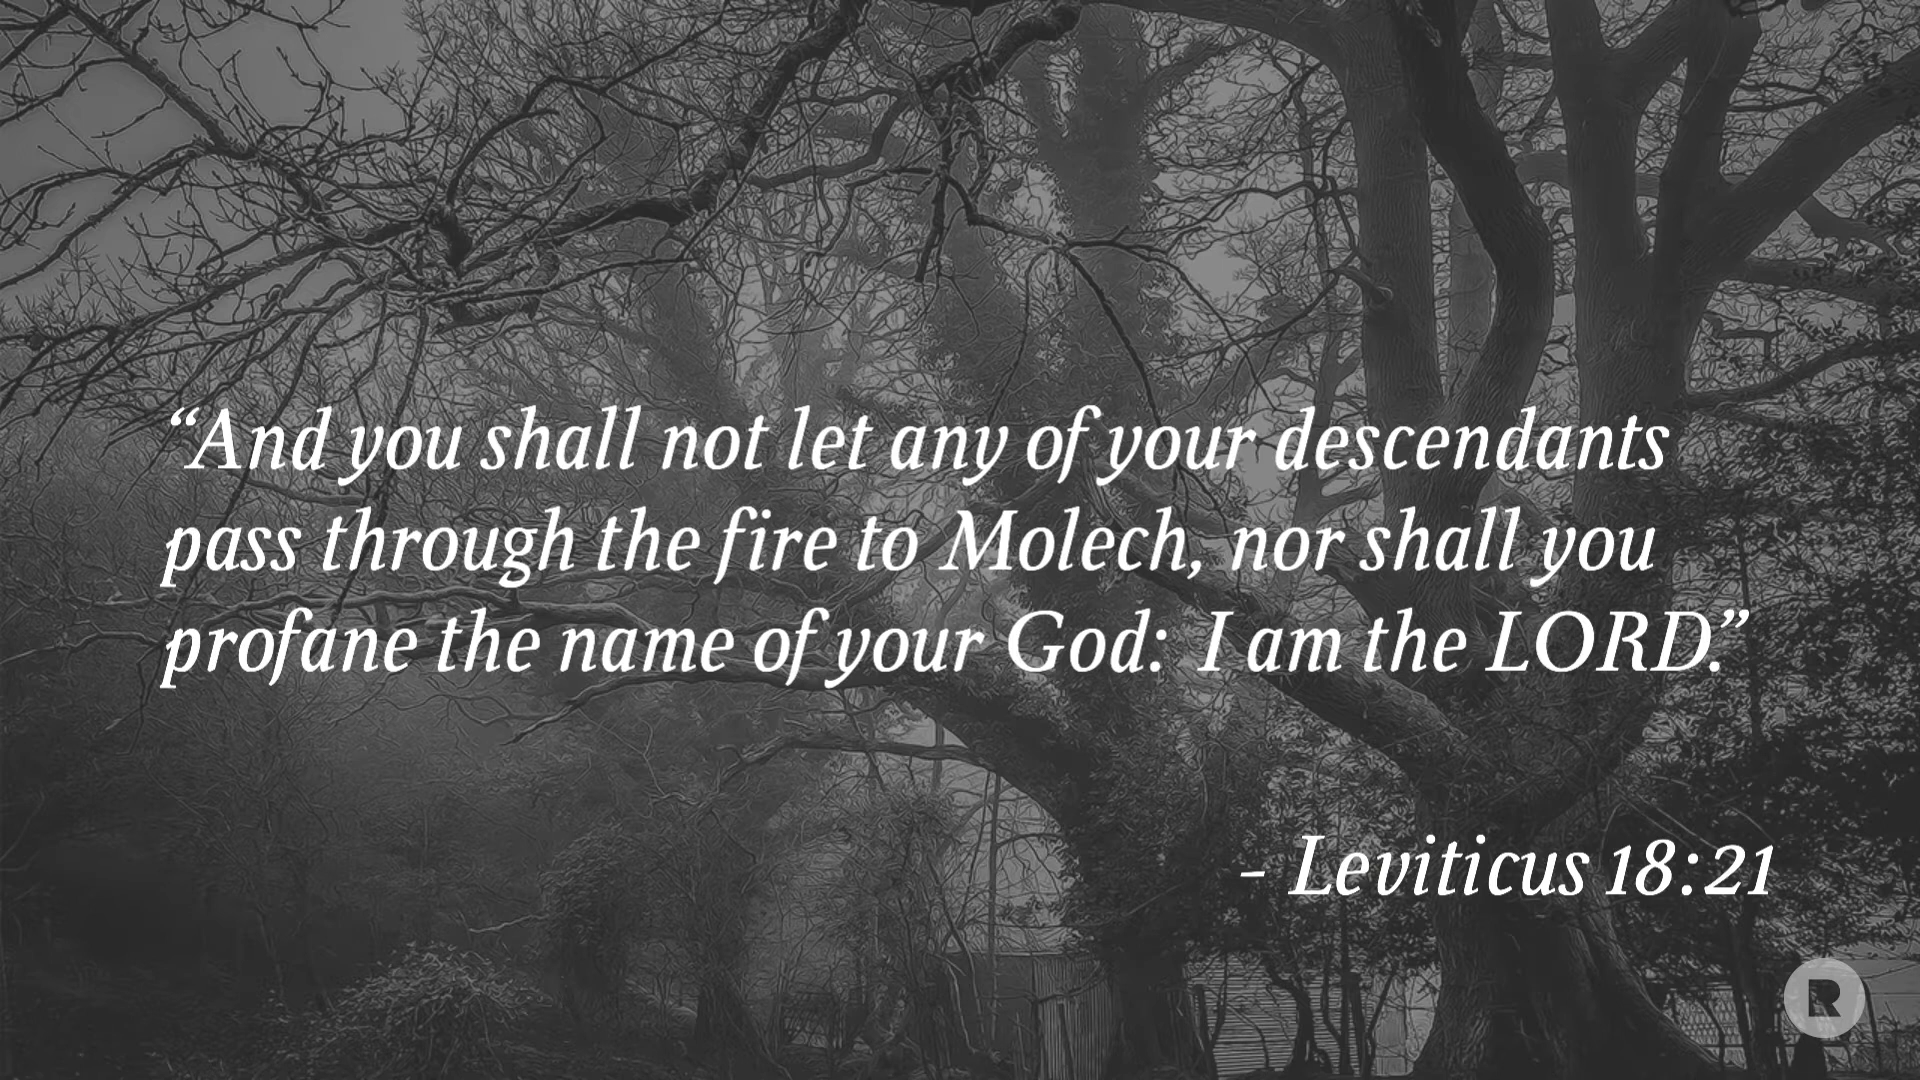 “And you shall not let any of your descendants
pass through the fire to Molech, nor shall you
profane the name of your God: I am the LORD.”
– Leviticus 18:21
R